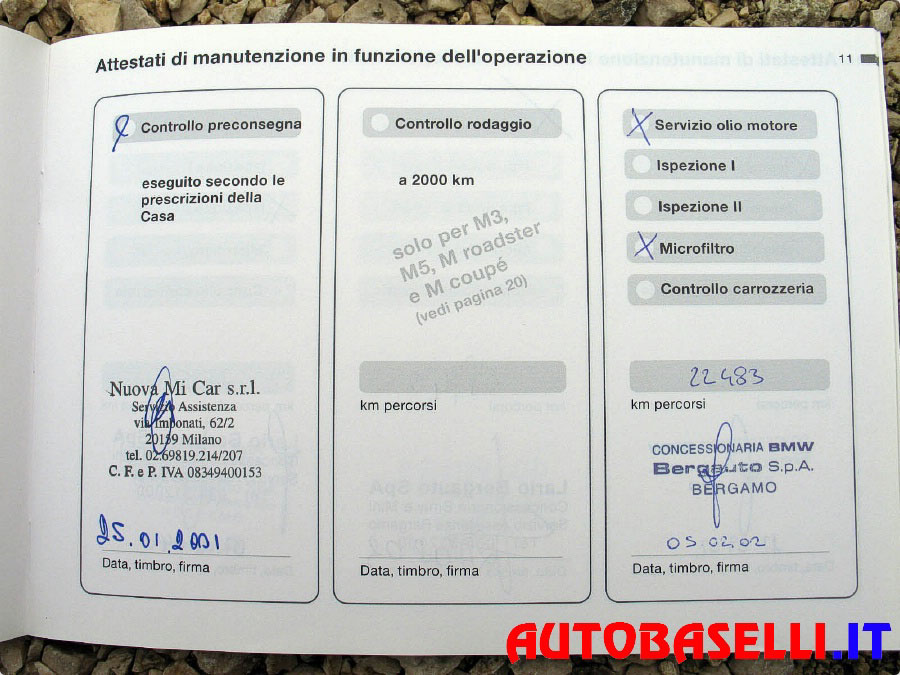 Attestati di manutenzione in funzione dell'operazione
11
Controllo preconsegna
eseguito secondo le
prescrizioni della
Casa
Nuova Mi Car s.r.l.
Servizio Assistenza
via Imbonati, 62/2
20159 Milano
tel. 02.69819.214/207
C. F. e P. IVA 08349400153
25.01.2001
Data, timbro, firma
Controllo rodaggio
a 2000 km
solo per M3,
M5, M roadster
e M coupé
(vedi pagina 20)
km percorsi
Data, timbro, firma
Servizio olio motore
Ispezione I
Ispezione II
Microfiltro
Controllo carrozzeria
22483
km percorsi
CONCESSIONARIA BMW
Bergauto S.p.A.
BERGAMO
05.02.02
Data, timbro, firma
AUTOBASELLI.IT